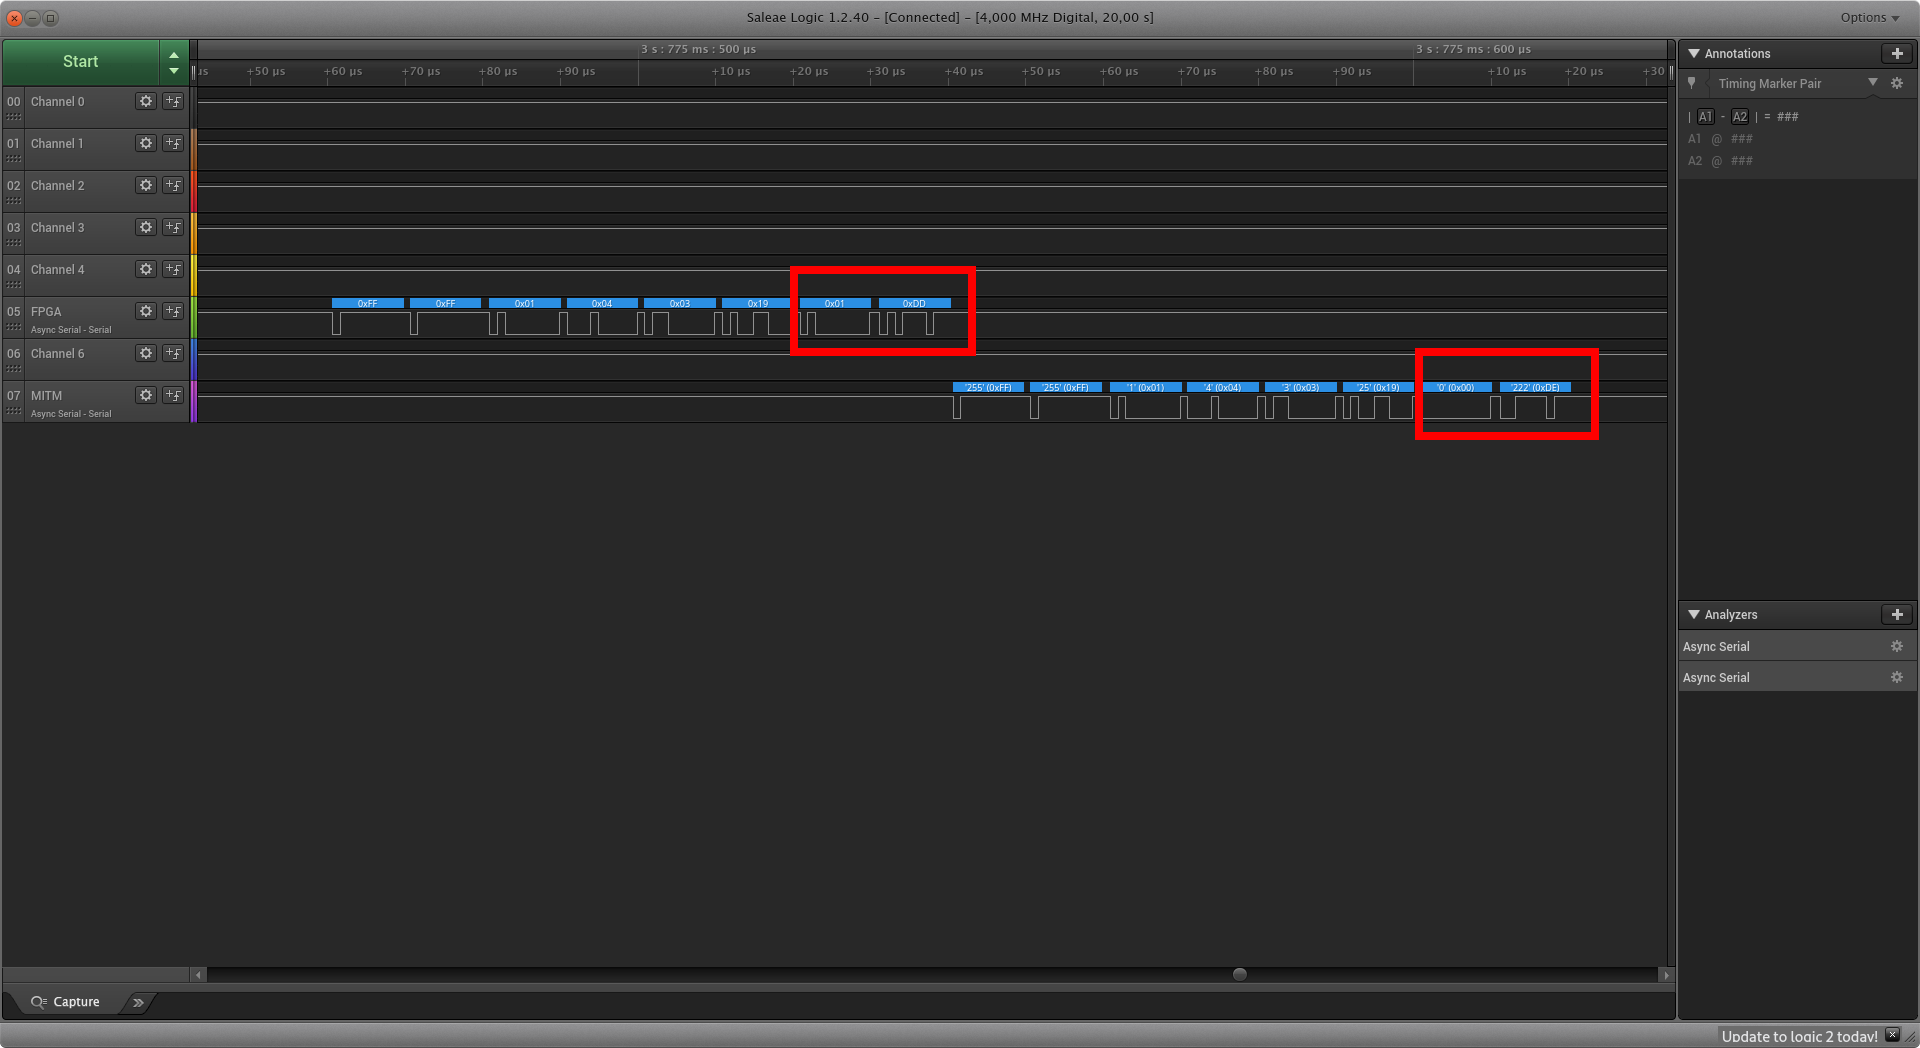 Saleae Logic 1.2.40 – [Connected] – [4,000 MHz Digital, 20,00 s]
Options
Start
3 s : 775 ms : 500 µs
3 s : 775 ms : 600 µs
µs +50 µs +60 µs +70 µs +80 µs +90 µs +10 µs +20 µs +30 µs +40 µs +50 µs +60 µs +70 µs +80 µs +90 µs +10 µs +20 µs +30
00 Channel 0
01 Channel 1
02 Channel 2
03 Channel 3
04 Channel 4
05 FPGA
Async Serial - Serial
0xFF 0xFF 0x01 0x04 0x03 0x19 0x01 0xDD
06 Channel 6
07 MITM
Async Serial - Serial
'255' (0xFF) '255' (0xFF) '1' (0x01) '4' (0x04) '3' (0x03) '25' (0x19) '0' (0x00) '222' (0xDE)
Annotations
Timing Marker Pair
| A1 - A2 | = ###
A1 @ ###
A2 @ ###
Analyzers
Async Serial
Async Serial
Capture
Update to logic 2 today!